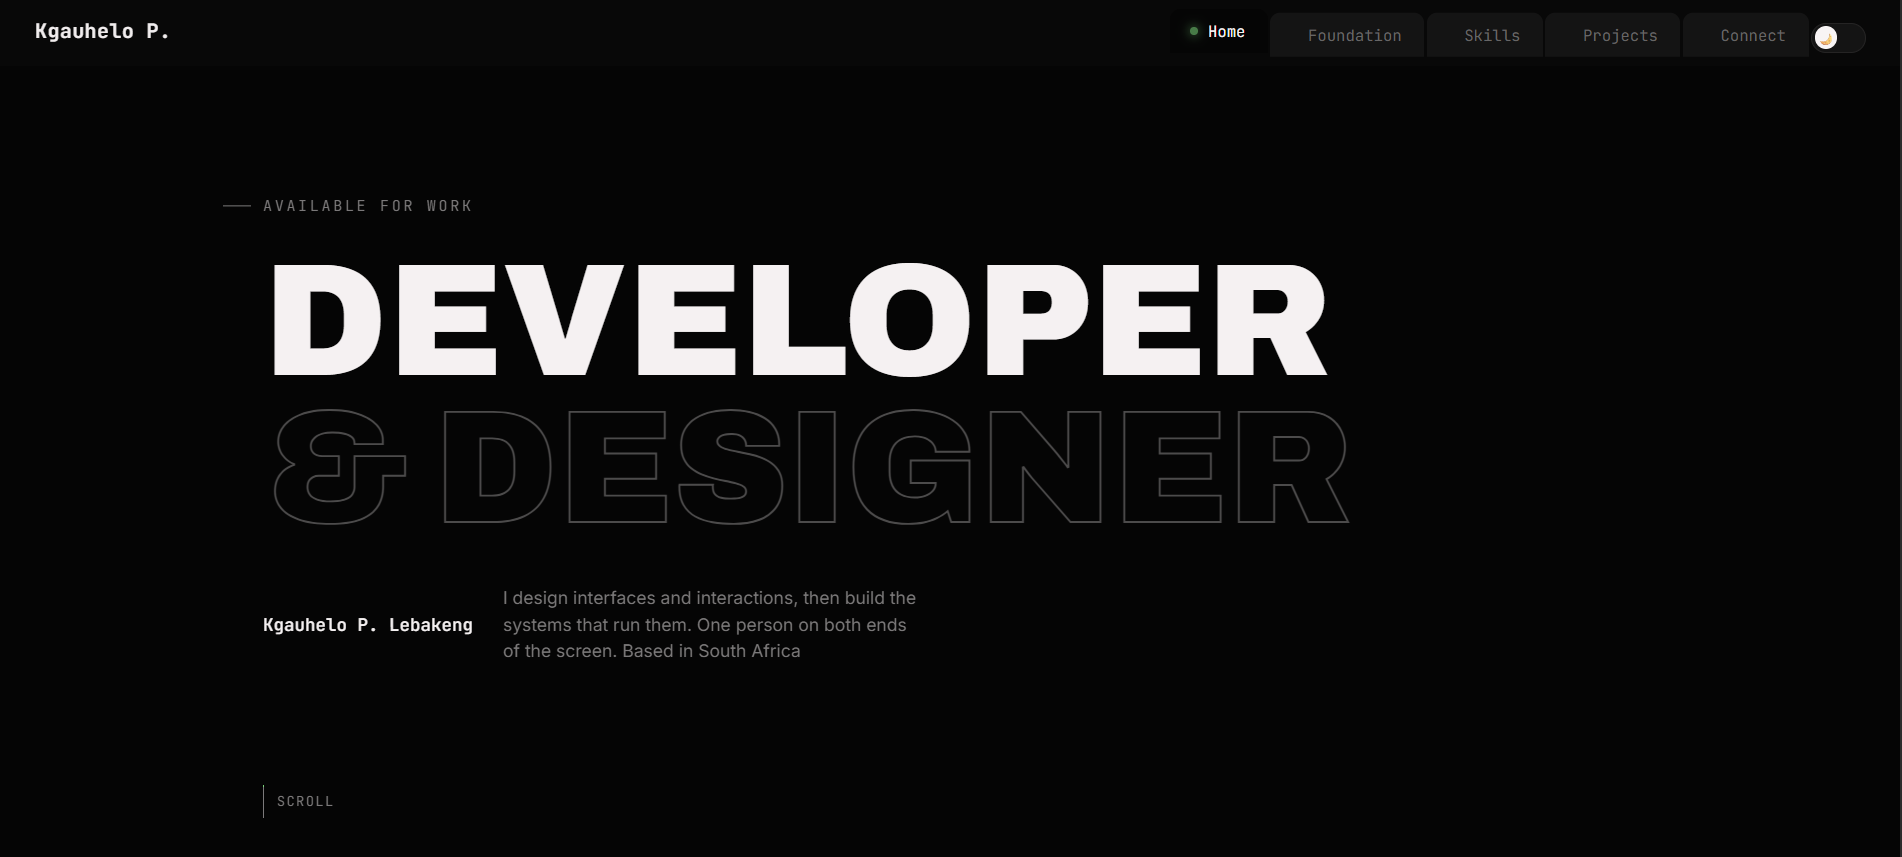 Kgauhelo P.
Home Foundation Skills Projects Connect
AVAILABLE FOR WORK
DEVELOPER
& DESIGNER
Kgauhelo P. Lebakeng
I design interfaces and interactions, then build the
systems that run them. One person on both ends
of the screen. Based in South Africa
SCROLL